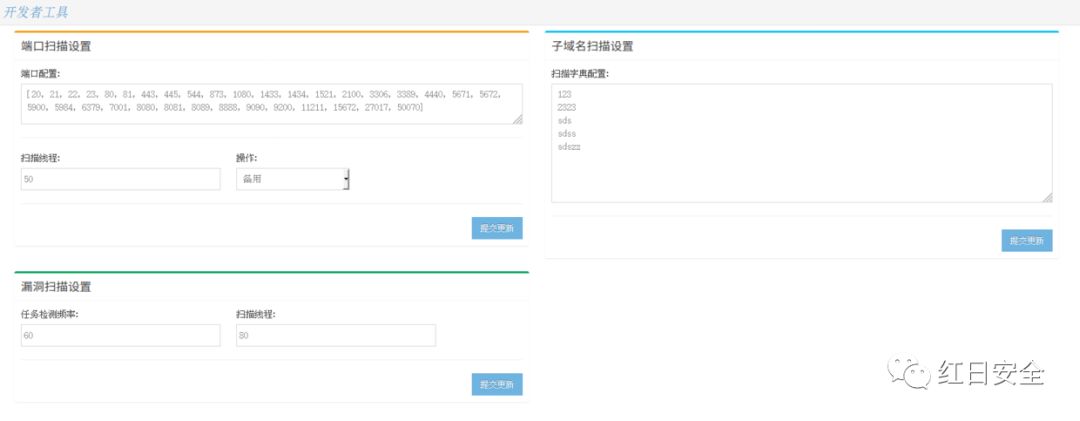 开发者工具
端口扫描设置
端口配置:
[20, 21, 22, 23, 80, 81, 443, 445, 544, 873, 1080, 1433, 1434, 1521, 2100, 3306, 3389, 4440, 5671, 5672,
5900, 5984, 6379, 7001, 8080, 8081, 8089, 8888, 9090, 9200, 11211, 15672, 27017, 50070]
扫描线程:
操作:
50
备用
提交更新
子域名扫描设置
扫描字典配置:
123
2323
sds
sdss
sdszz
提交更新
漏洞扫描设置
任务检测频率:
扫描线程:
60
80
提交更新
红日安全